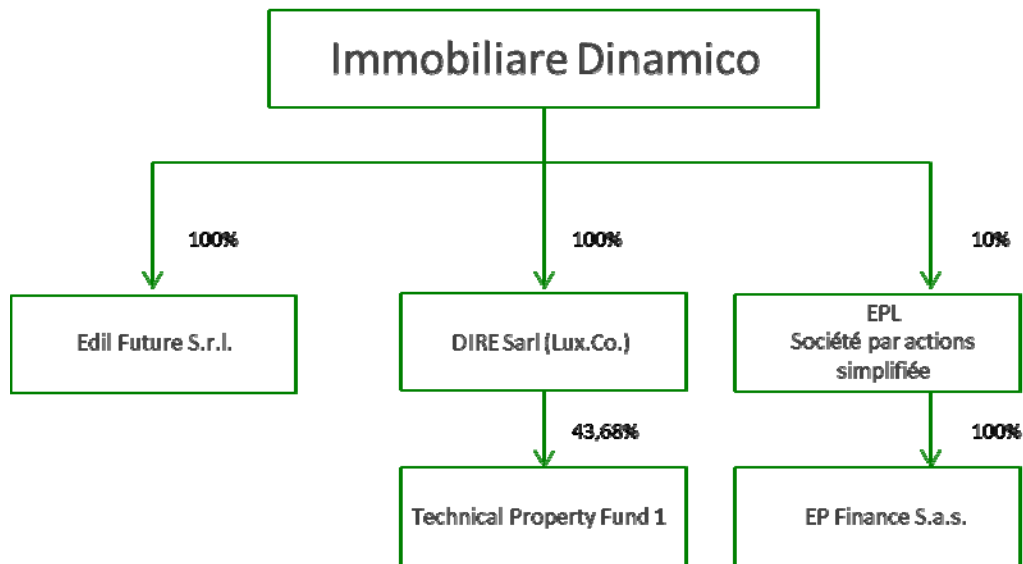 Immobiliare Dinamico
100%
100%
10%
Edil Future S.r.l.
DIRE Sarl (Lux.Co.)
EPL
Société par actions
simplifiée
43,68%
100%
Technical Property Fund 1
EP Finance S.a.s.